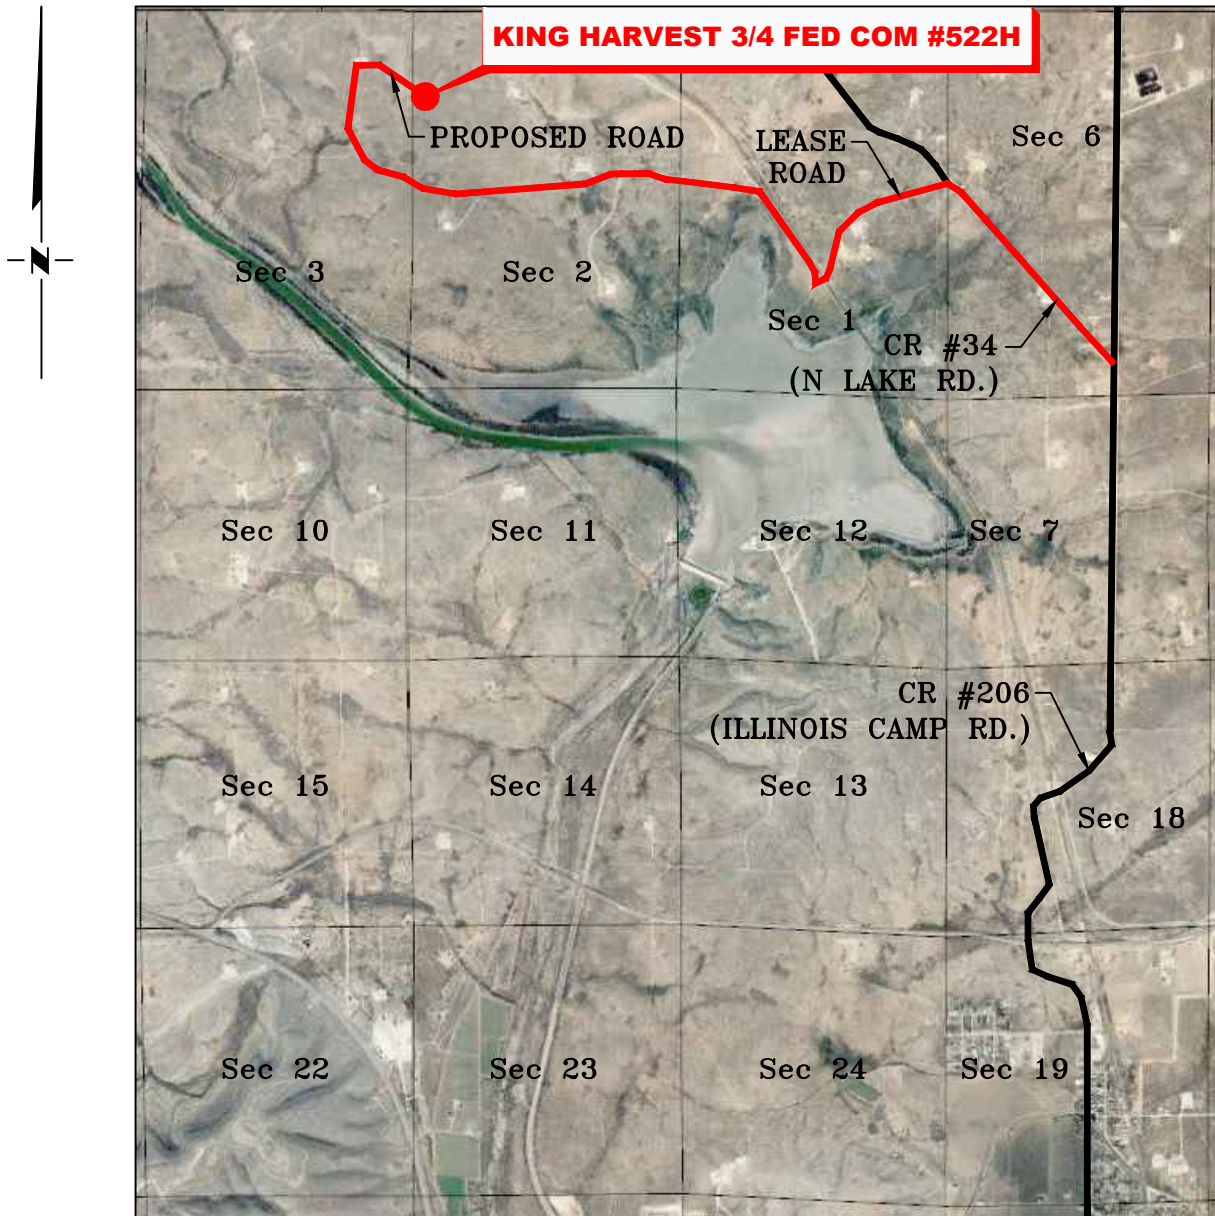 KING HARVEST 3/4 FED COM #522H
PROPOSED ROAD
LEASE
ROAD
Sec 6
N
Sec 3
Sec 2
Sec 1
CR #34
(N LAKE RD.)
Sec 10
Sec 11
Sec 12
Sec 7
CR #206
(ILLINOIS CAMP RD.)
Sec 15
Sec 14
Sec 13
Sec 18
Sec 22
Sec 23
Sec 24
Sec 19